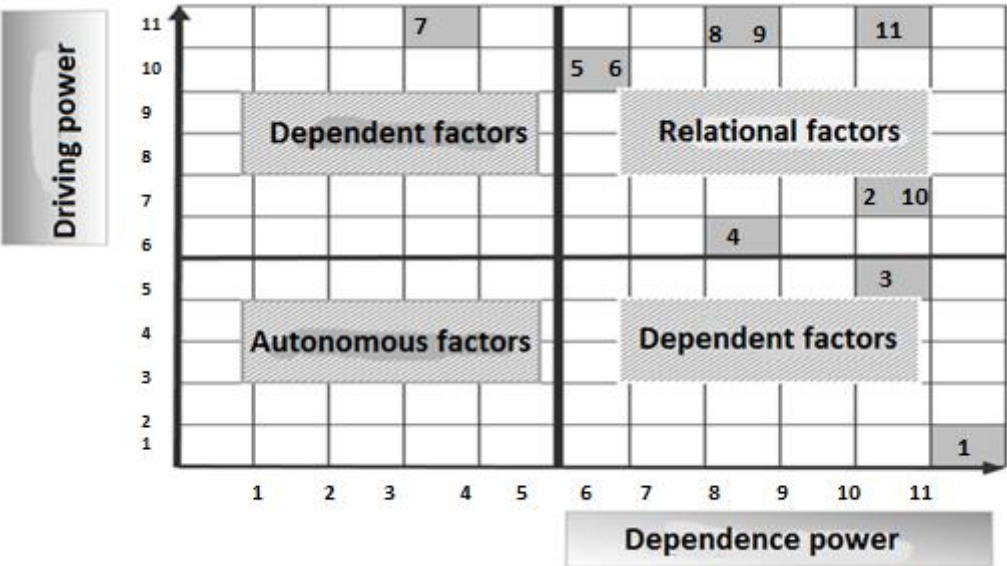 Driving power
11 7 8 9 11
10 5 6
9
Dependent factors Relational factors
8
7 2 10
6 4
5 3
4 Autonomous factors Dependent factors
3
2
1 1
1 2 3 4 5 6 7 8 9 10 11
Dependence power